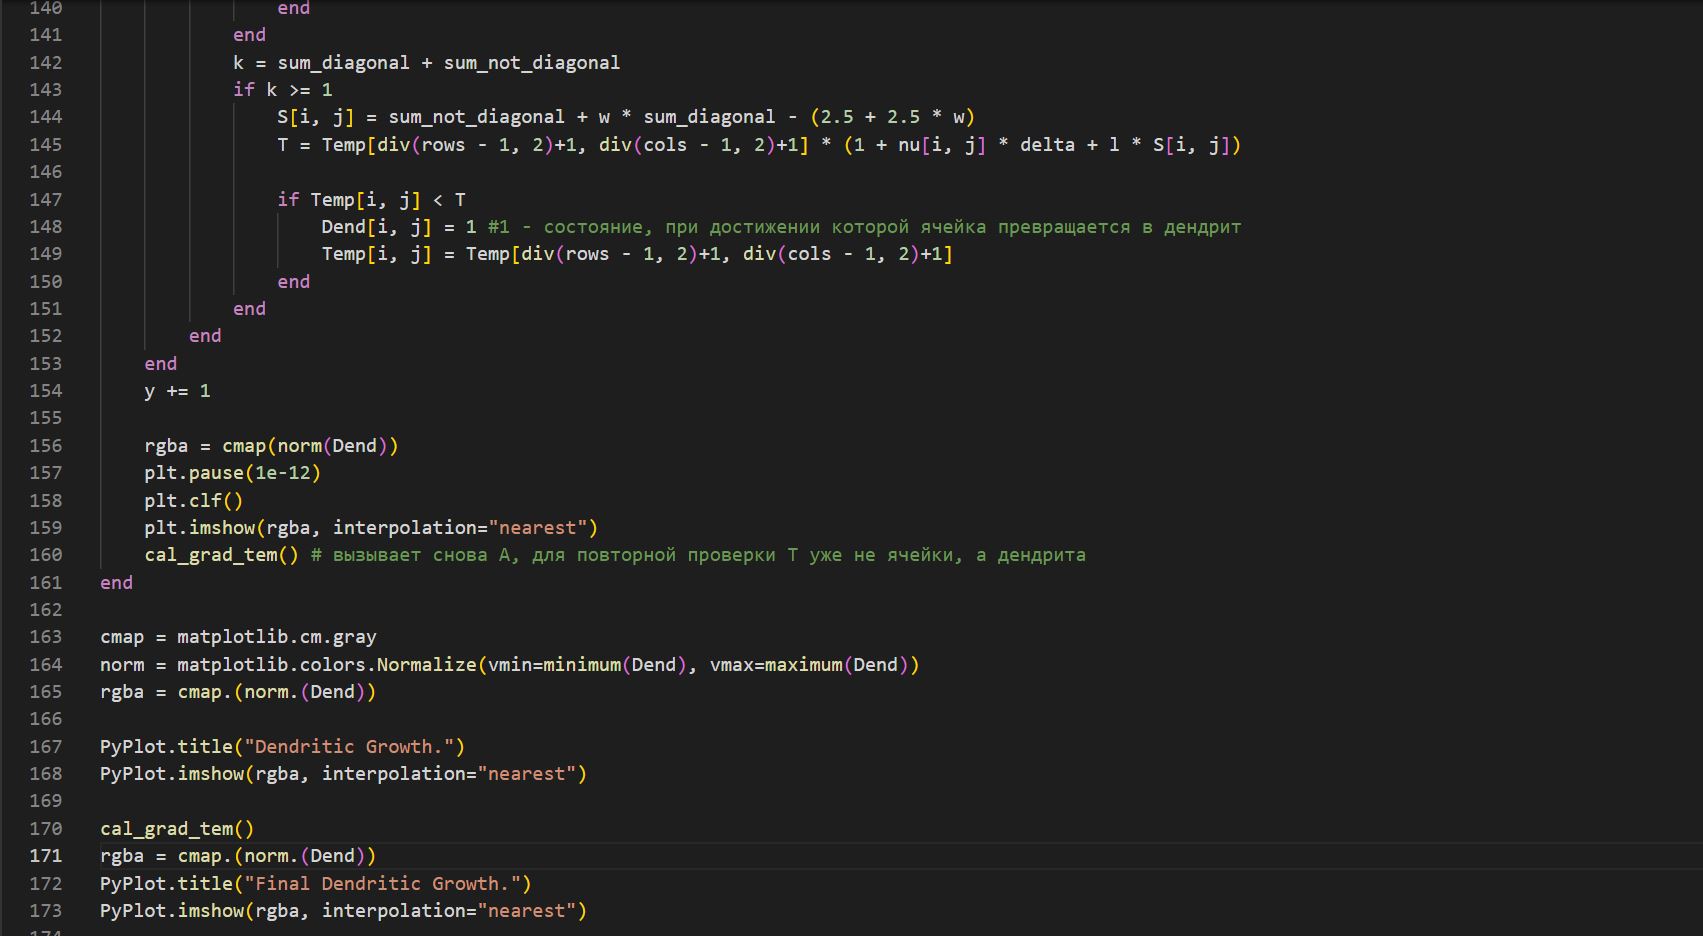 140 end
141 end
142 k = sum_diagonal + sum_not_diagonal
143 if k >= 1
144 S[i, j] = sum_not_diagonal + w * sum_diagonal - (2.5 + 2.5 * w)
145 T = Temp[div(rows - 1, 2)+1, div(cols - 1, 2)+1] * (1 + nu[i, j] * delta + l * S[i, j])
146
147 if Temp[i, j] < T
148 Dend[i, j] = 1 #1 - состояние, при достижении которой ячейка превращается в дендрит
149 Temp[i, j] = Temp[div(rows - 1, 2)+1, div(cols - 1, 2)+1]
150 end
151 end
152 end
153 end
154 y += 1
155
156 rgba = cmap(norm(Dend))
157 plt.pause(1e-12)
158 plt.clf()
159 plt.imshow(rgba, interpolation="nearest")
160 cal_grad_tem() # вызывает снова А, для повторной проверки Т уже не ячейки, а дендрита
161 end
162
163 cmap = matplotlib.cm.gray
164 norm = matplotlib.colors.Normalize(vmin=minimum(Dend), vmax=maximum(Dend))
165 rgba = cmap.(norm.(Dend))
166
167 PyPlot.title("Dendritic Growth.")
168 PyPlot.imshow(rgba, interpolation="nearest")
169
170 cal_grad_tem()
171 rgba = cmap.(norm.(Dend))
172 PyPlot.title("Final Dendritic Growth.")
173 PyPlot.imshow(rgba, interpolation="nearest")
174